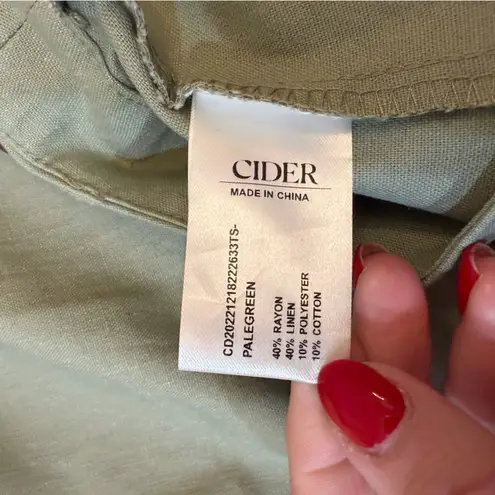 CIDER
MADE IN CHINA
CD20221218222633TS-
PALEGREEN
40% RAYON
40% LINEN
10% POLYESTER
10% COTTON